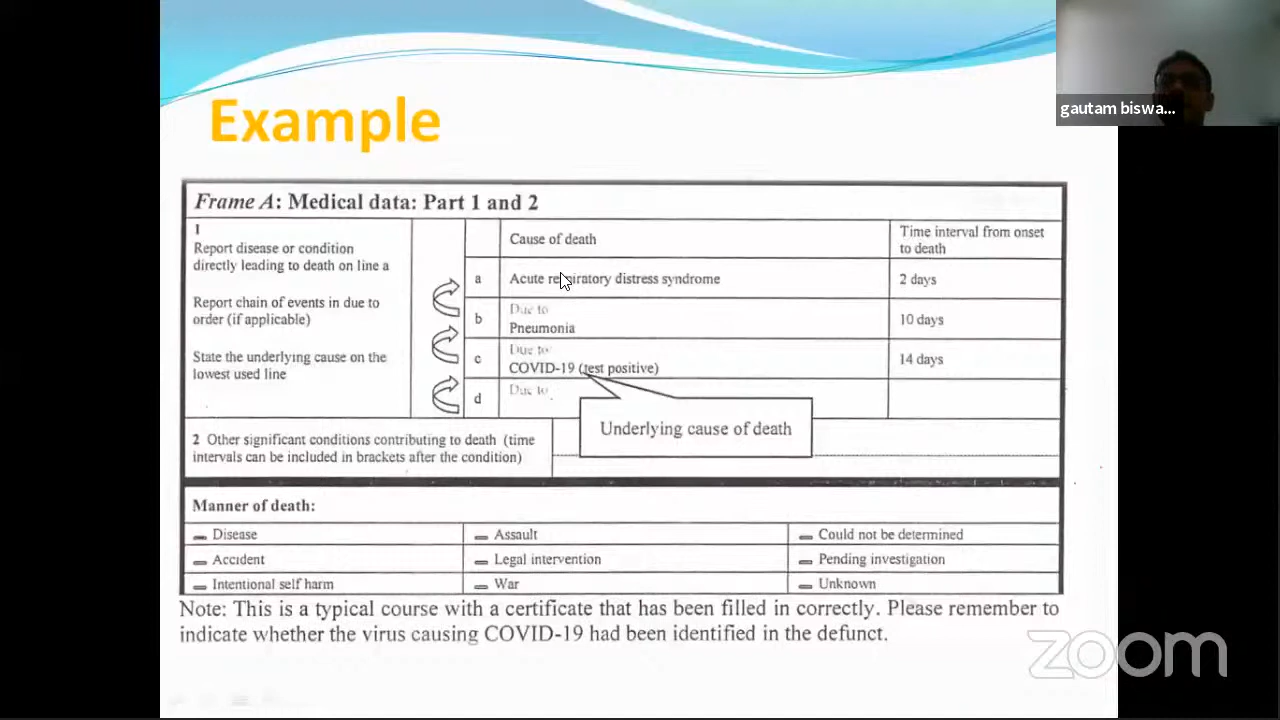 gautam biswa...
Example
Frame A: Medical data: Part 1 and 2
1
Report disease or condition
directly leading to death on line a
Report chain of events in due to
order (if applicable)
State the underlying cause on the
lowest used line
Cause of death
Time interval from onset
to death
a
Acute respiratory distress syndrome
2 days
b
Due to
Pneumonia
10 days
c
Due to
COVID-19 (test positive)
14 days
d
Due to
Underlying cause of death
2 Other significant conditions contributing to death (time
intervals can be included in brackets after the condition)
Manner of death:
Disease
Assault
Could not be determined
Accident
Legal intervention
Pending investigation
Intentional self harm
War
Unknown
Note: This is a typical course with a certificate that has been filled in correctly. Please remember to
indicate whether the virus causing COVID-19 had been identified in the defunct.
zoom